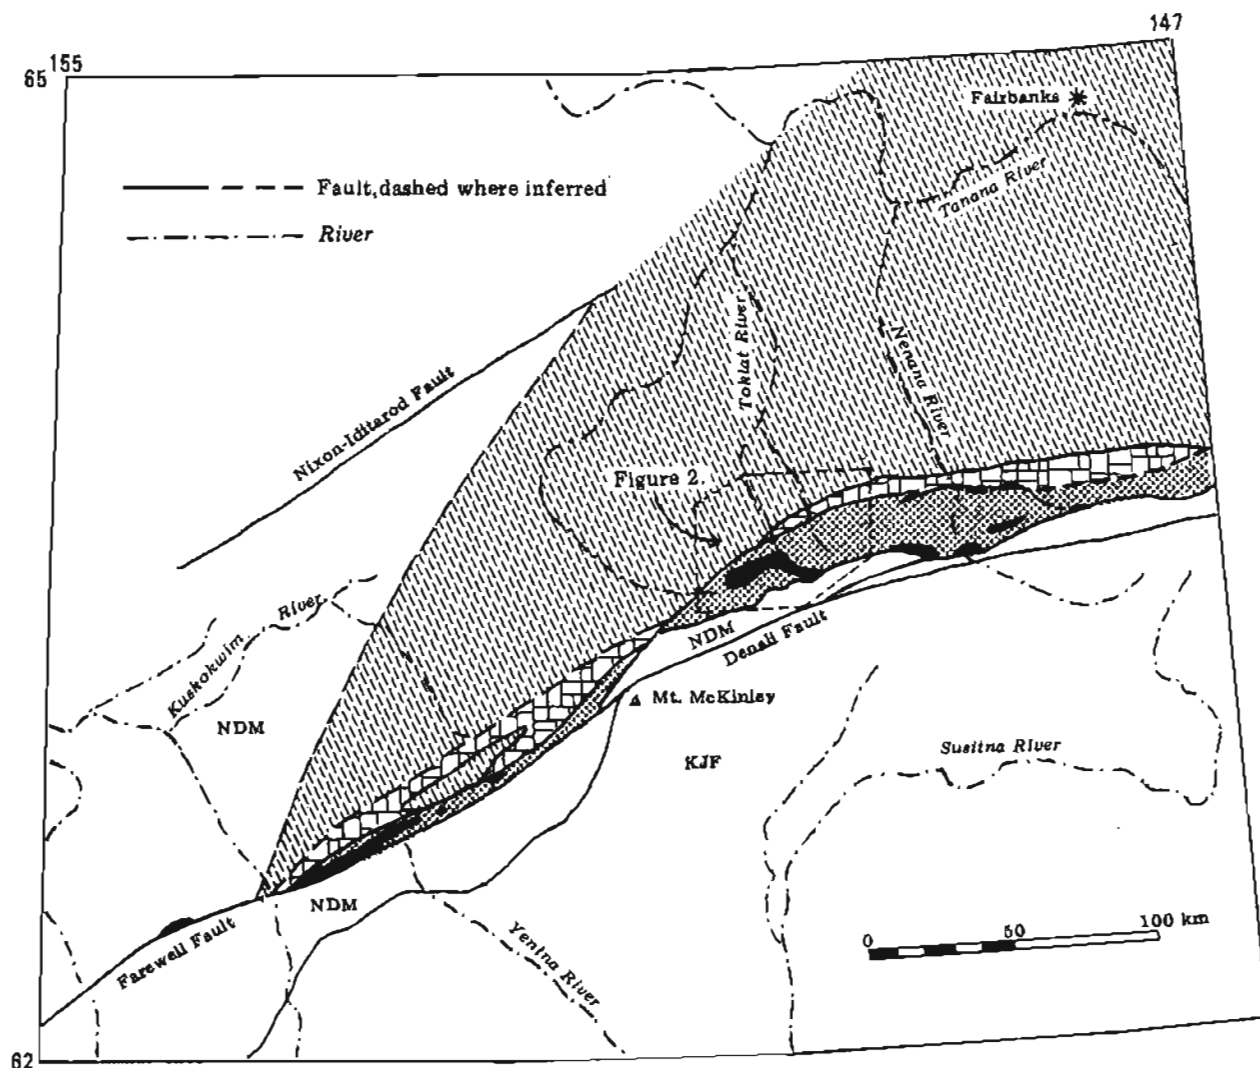 147
65 155
Fairbanks
Fault, dashed where inferred
River
Tanana River
Toklat River
Nenana River
Nixon-Iditarod Fault
Figure 2.
Kuskokwim River
NDM
NDM
Denali Fault
Mt. McKinley
KJF
Susitna River
NDM
Farewell Fault
Yentna River
0 50 100 km
62